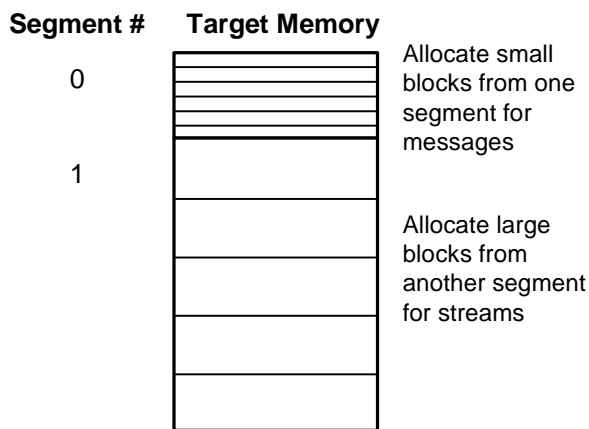 Segment # Target Memory
0
Allocate small
blocks from one
segment for
messages
1
Allocate large
blocks from
another segment
for streams